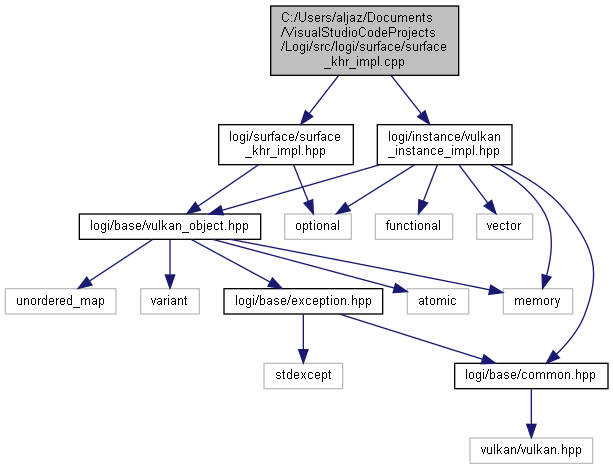 C:/Users/aljaz/Documents
/VisualStudioCodeProjects
/Logi/src/logi/surface/surface
_khr_impl.cpp
logi/surface/surface
_khr_impl.hpp
logi/instance/vulkan
_instance_impl.hpp
logi/base/vulkan_object.hpp
optional
functional
vector
unordered_map
variant
logi/base/exception.hpp
atomic
memory
stdexcept
logi/base/common.hpp
vulkan/vulkan.hpp